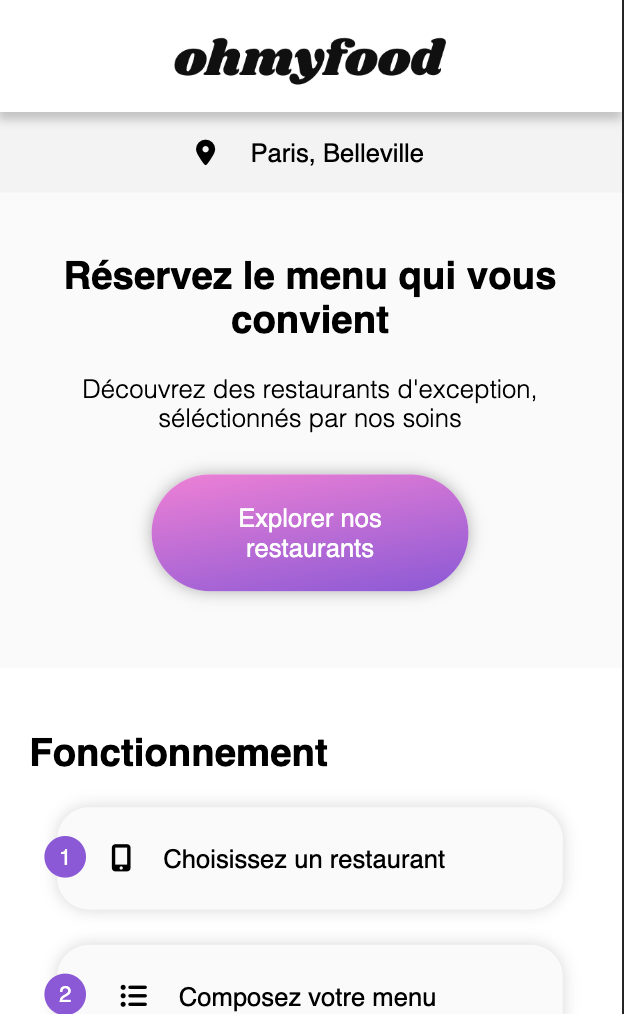 ohmyfood
Paris, Belleville
Réservez le menu qui vous
convient
Découvrez des restaurants d'exception,
séléctionnés par nos soins
Explorer nos
restaurants
Fonctionnement
1 Choisissez un restaurant
2 Composez votre menu